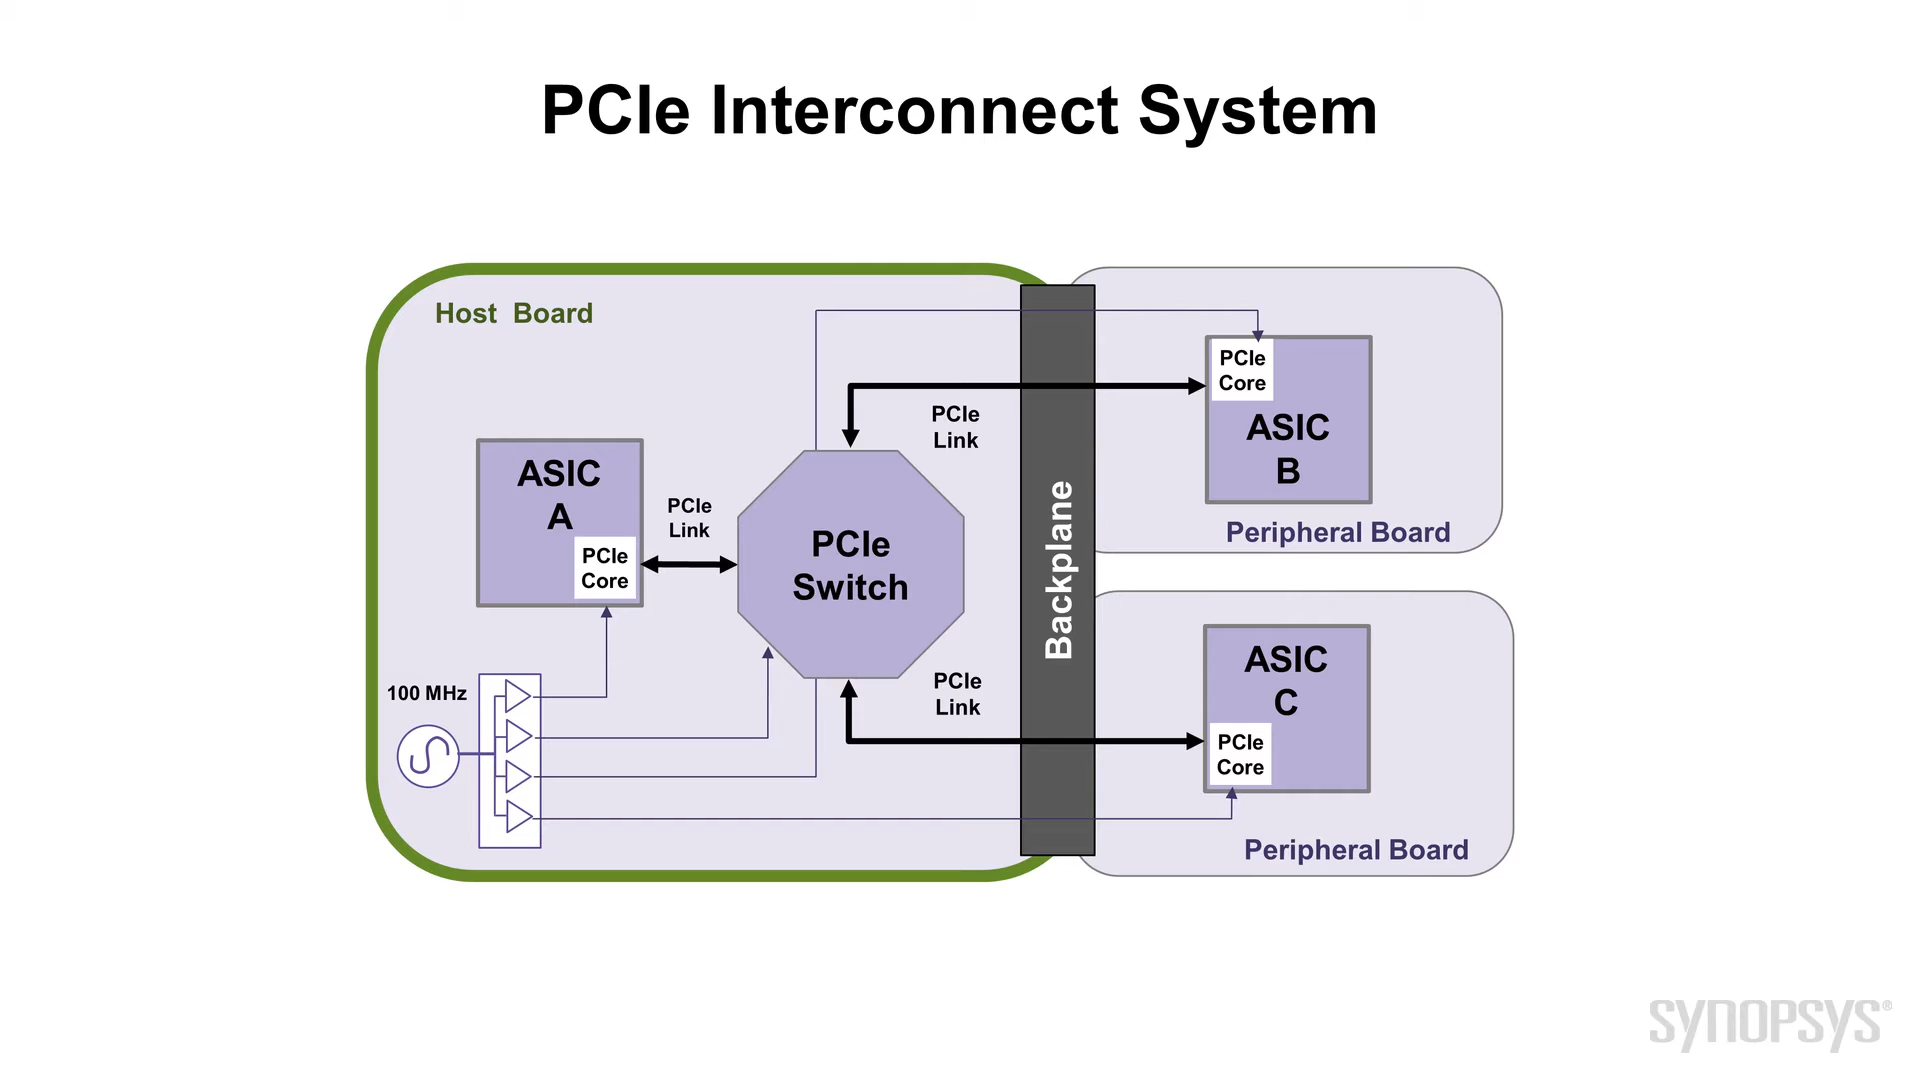 PCIe Interconnect System
Host Board
PCIe
Core
ASIC
B
Peripheral Board
PCIe
Link
ASIC
A
PCIe
Core
PCIe
Link
PCIe
Switch
Backplane
PCIe
Link
100 MHz
ASIC
C
PCIe
Core
Peripheral Board
SYNOPSYS®